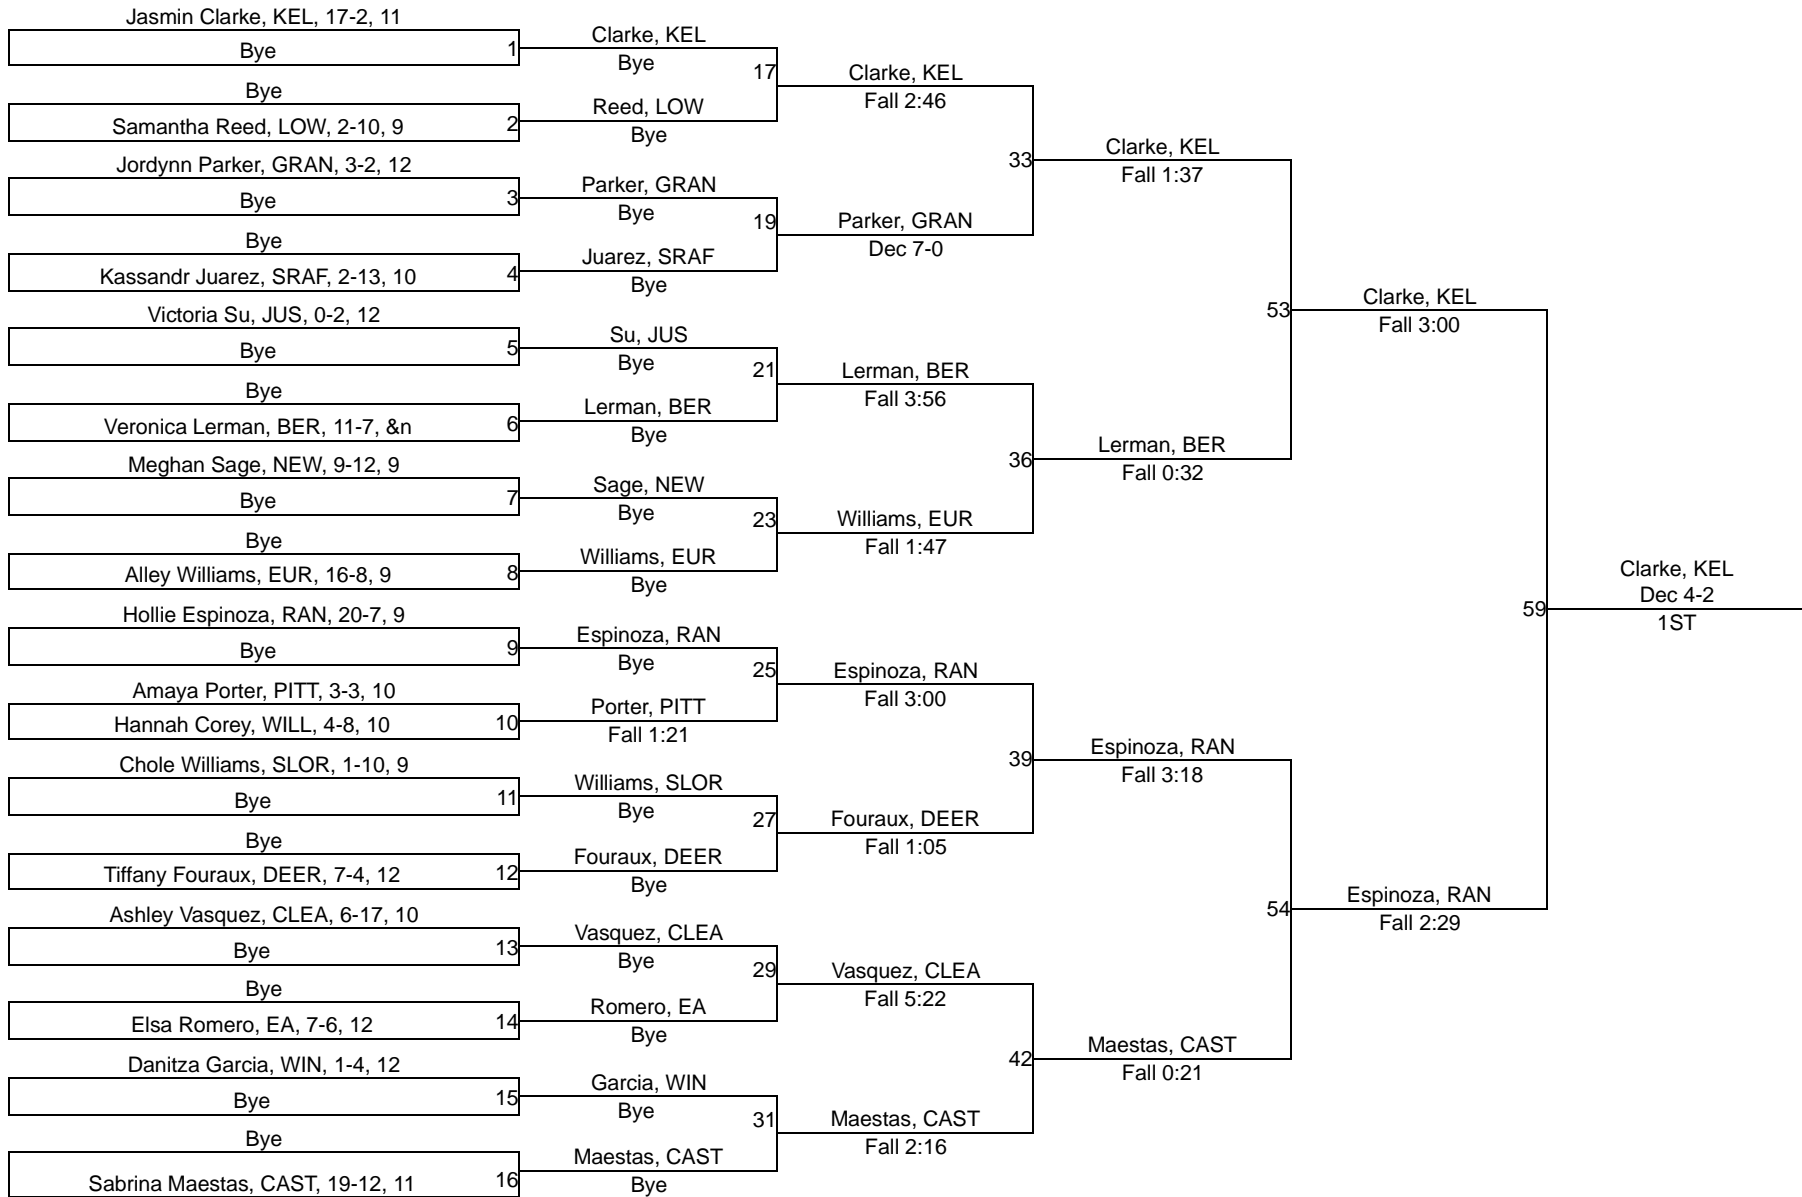 Jasmin Clarke, KEL, 17-2, 11
Bye
1
Bye
Samantha Reed, LOW, 2-10, 9
2
Jordynn Parker, GRAN, 3-2, 12
Bye
3
Bye
Kassandr Juarez, SRAF, 2-13, 10
4
Victoria Su, JUS, 0-2, 12
Bye
5
Bye
Veronica Lerman, BER, 11-7, &n
6
Meghan Sage, NEW, 9-12, 9
Bye
7
Bye
Alley Williams, EUR, 16-8, 9
8
Hollie Espinoza, RAN, 20-7, 9
Bye
9
Amaya Porter, PITT, 3-3, 10
Hannah Corey, WILL, 4-8, 10
10
Chole Williams, SLOR, 1-10, 9
Bye
11
Bye
Tiffany Fouraux, DEER, 7-4, 12
12
Ashley Vasquez, CLEA, 6-17, 10
Bye
13
Bye
Elsa Romero, EA, 7-6, 12
14
Danitza Garcia, WIN, 1-4, 12
Bye
15
Bye
Sabrina Maestas, CAST, 19-12, 11
16
Clarke, KEL
Bye
17
Reed, LOW
Bye
Parker, GRAN
Bye
19
Juarez, SRAF
Bye
Su, JUS
Bye
21
Lerman, BER
Bye
Sage, NEW
Bye
23
Williams, EUR
Bye
Espinoza, RAN
Bye
25
Porter, PITT
Fall 1:21
Williams, SLOR
Bye
27
Fouraux, DEER
Bye
Vasquez, CLEA
Bye
29
Romero, EA
Bye
Garcia, WIN
Bye
31
Maestas, CAST
Bye
Clarke, KEL
Fall 2:46
33
Parker, GRAN
Dec 7-0
Lerman, BER
Fall 3:56
36
Williams, EUR
Fall 1:47
Espinoza, RAN
Fall 3:00
39
Fouraux, DEER
Fall 1:05
Vasquez, CLEA
Fall 5:22
42
Maestas, CAST
Fall 2:16
Clarke, KEL
Fall 1:37
53
Lerman, BER
Fall 0:32
Espinoza, RAN
Fall 3:18
54
Maestas, CAST
Fall 0:21
Clarke, KEL
Fall 3:00
59
Espinoza, RAN
Fall 2:29
Clarke, KEL
Dec 4-2
1ST